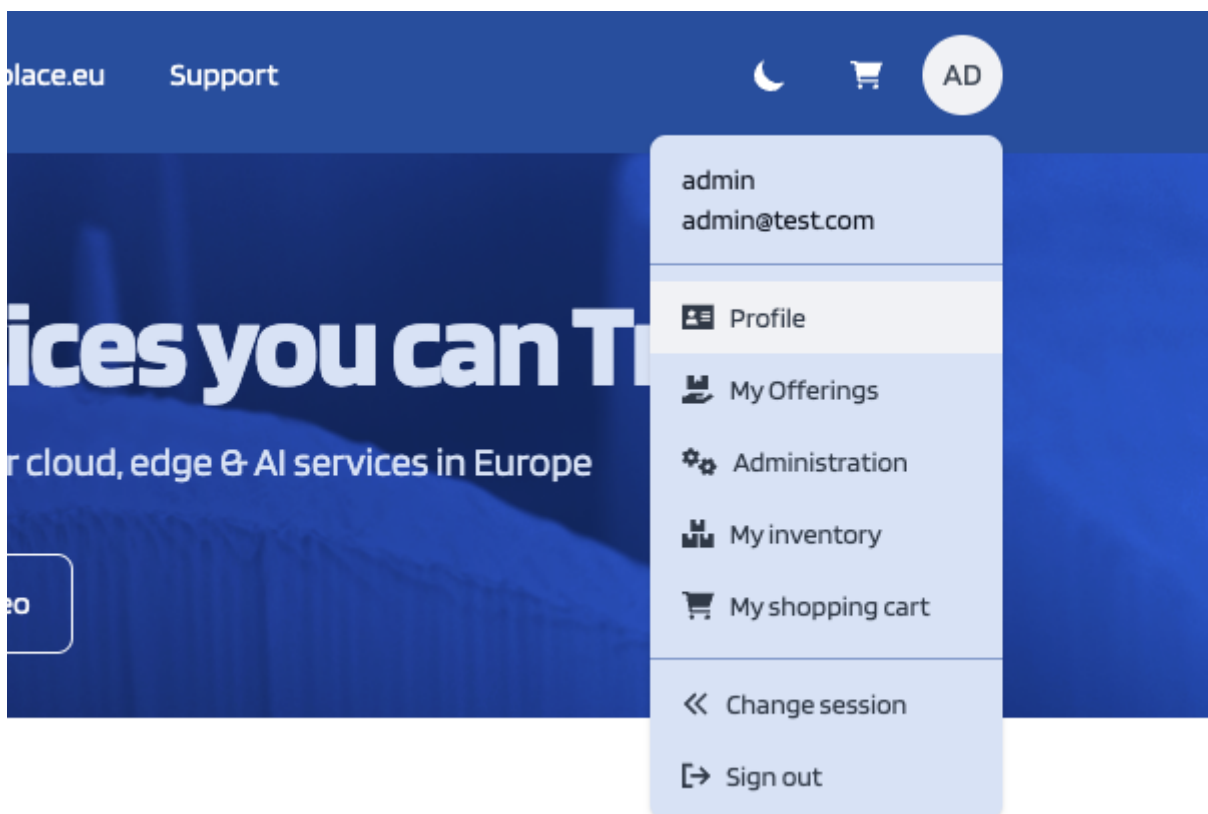 place.eu Support AD
admin
admin@test.com
ices you can
r cloud, edge & AI services in Europe
eo
Profile
My Offerings
Administration
My inventory
My shopping cart
Change session
Sign out